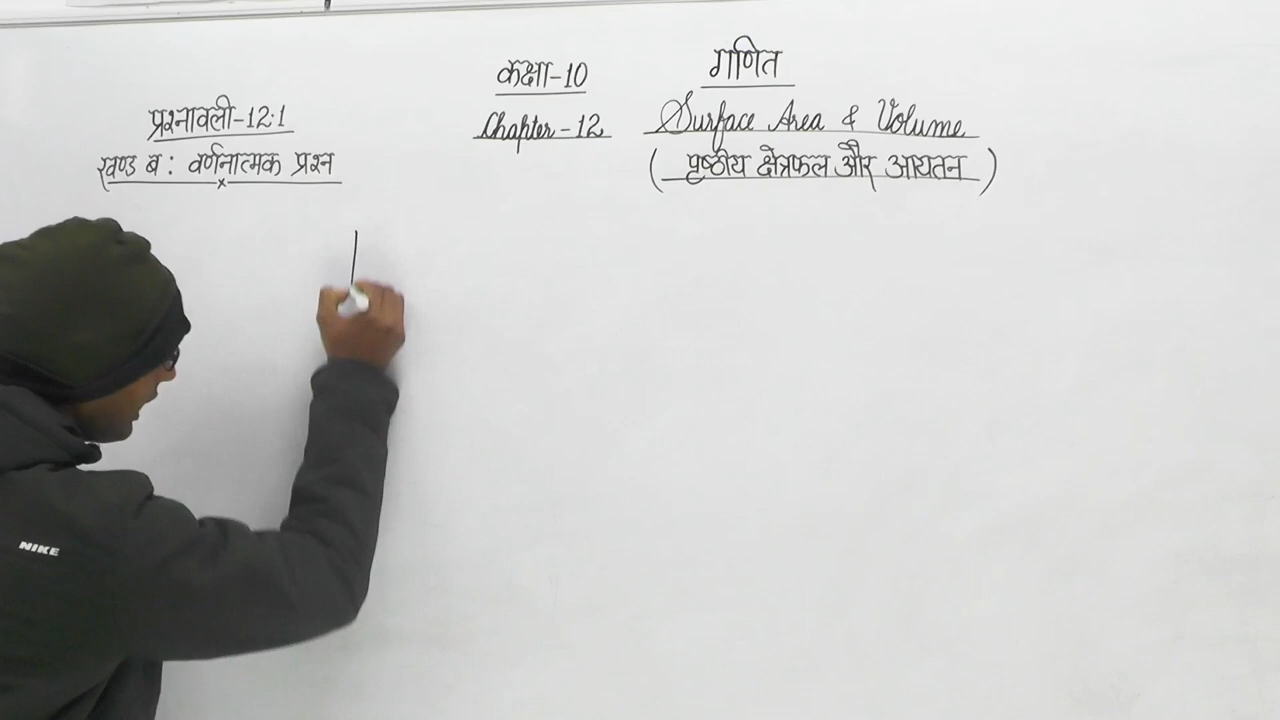 कक्षा-10 गणित
Chapter-12 Surface Area & Volume
( पृष्ठीय क्षेत्रफल और आयतन )
प्रश्नावली-12.1
खण्ड ब : वर्णनात्मक प्रश्न
NIKE